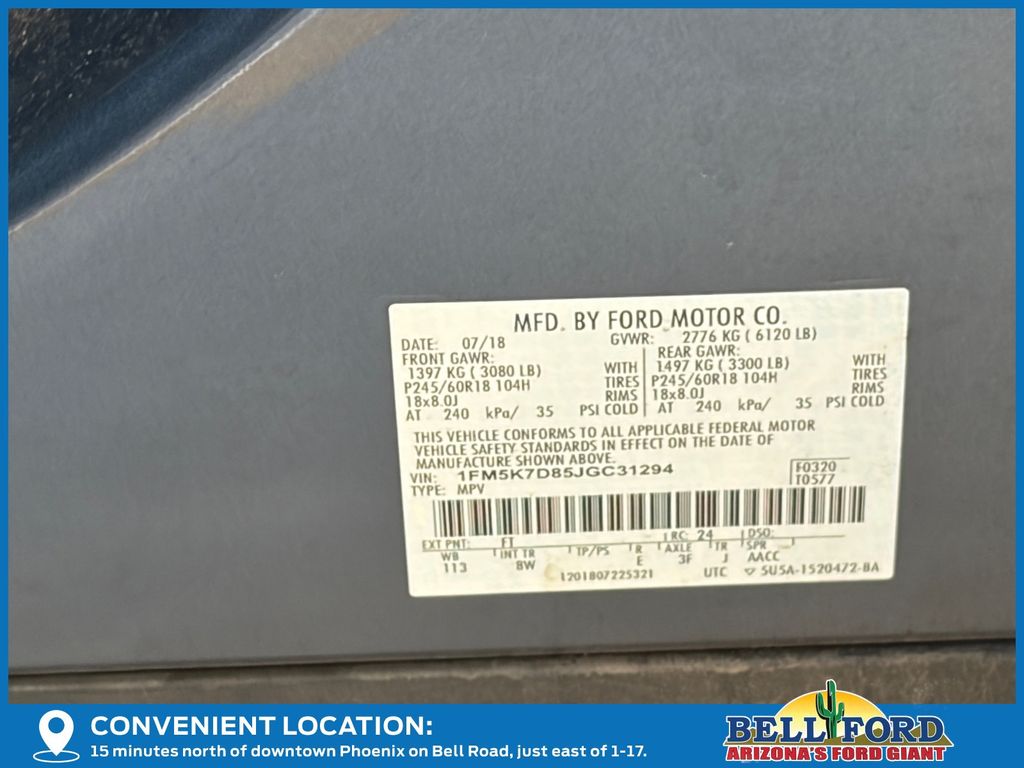 MFD. BY FORD MOTOR CO.
DATE: 07/18 GVWR: 2776 KG ( 6120 LB)
FRONT GAWR: REAR GAWR:
1397 KG ( 3080 LB) WITH 1497 KG ( 3300 LB) WITH
P245/60R18 104H TIRES P245/60R18 104H TIRES
18x8.0J RIMS 18x8.0J RIMS
AT 240 kPa/ 35 PSI COLD AT 240 kPa/ 35 PSI COLD
THIS VEHICLE CONFORMS TO ALL APPLICABLE FEDERAL MOTOR
VEHICLE SAFETY STANDARDS IN EFFECT ON THE DATE OF
MANUFACTURE SHOWN ABOVE.
VIN: 1FM5K7D85JGC31294 F0320
TYPE: MPV T0577
EXT PNT: FT RC: 24 DSO:
WB INT TR TP/PS R AXLE TR SPR
113 8W E 3F J AACC
1201807225321 UTC ▽ 5U5A-1520472-BA
CONVENIENT LOCATION:
15 minutes north of downtown Phoenix on Bell Road, just east of 1-17.
BELL FORD
ARIZONA'S FORD GIANT